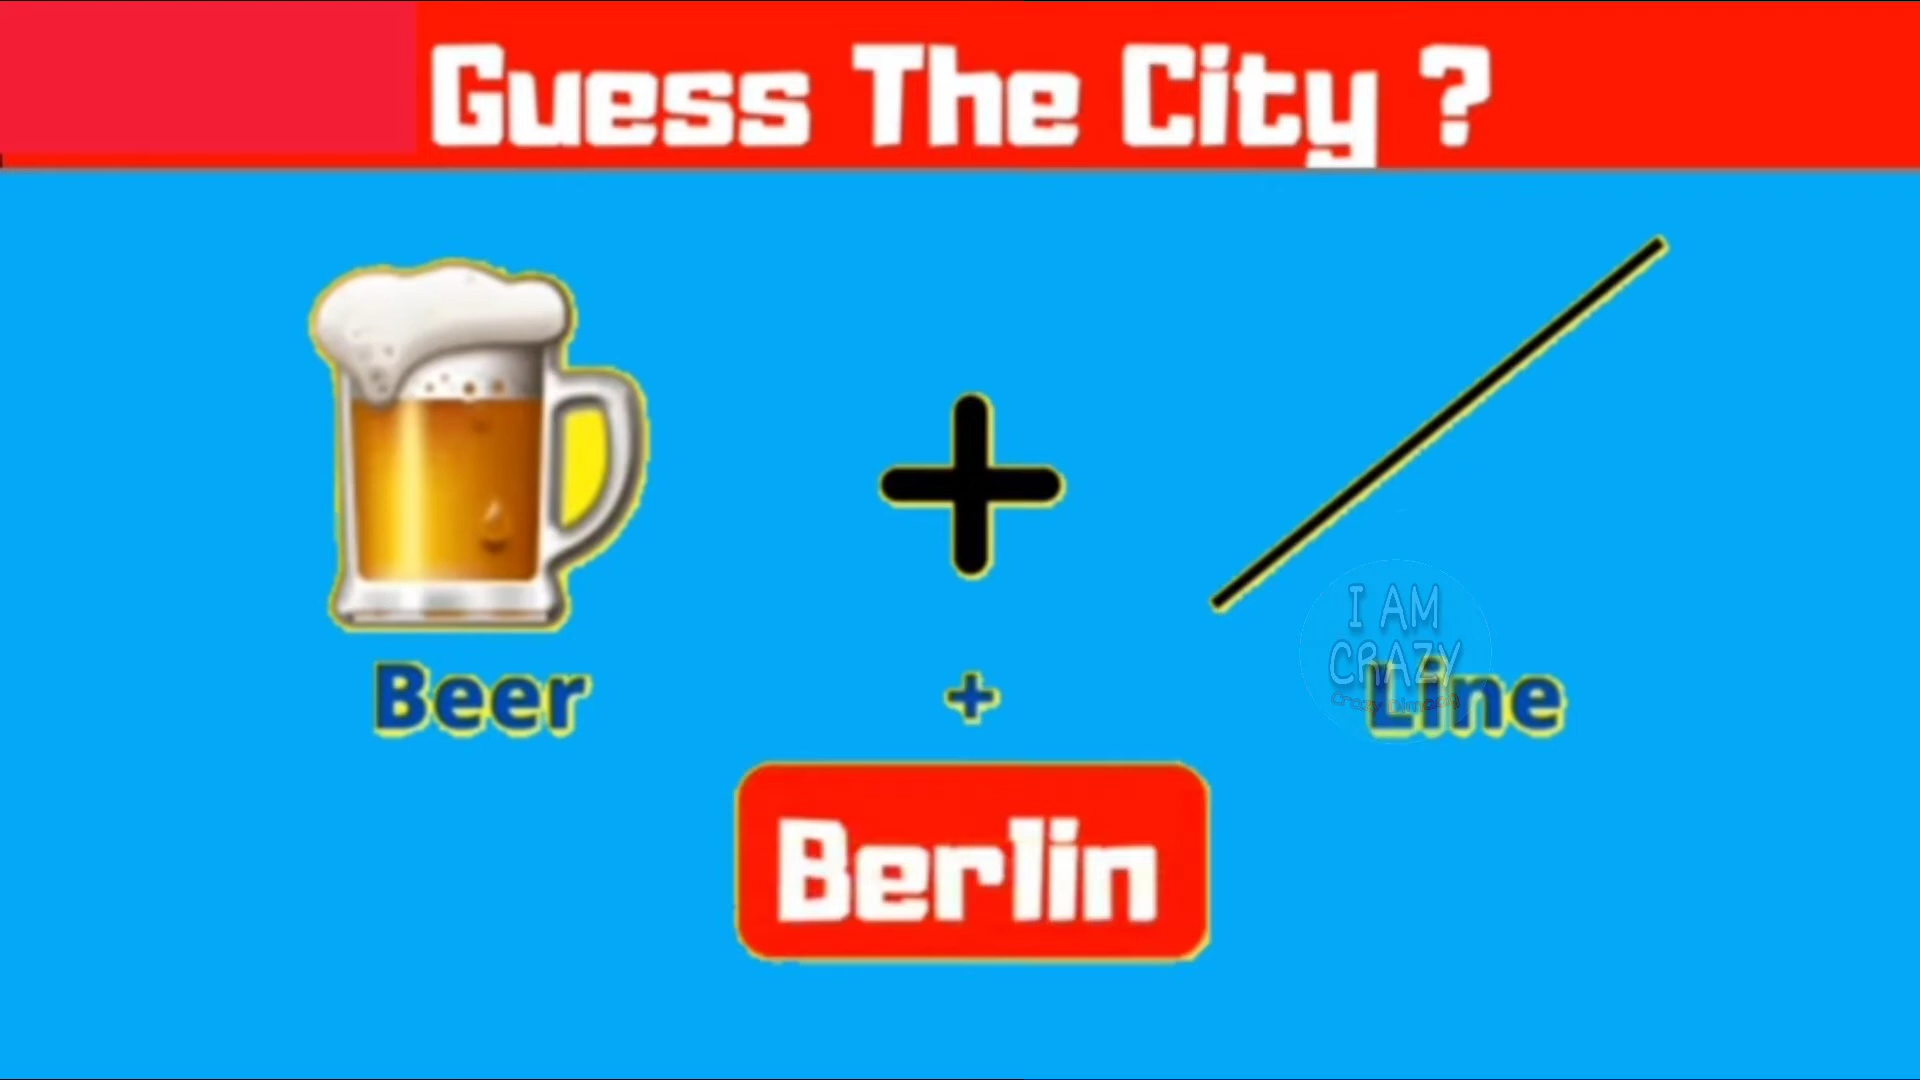 Guess The City ?
I AM
CRAZY
Beer + Line
Berlin